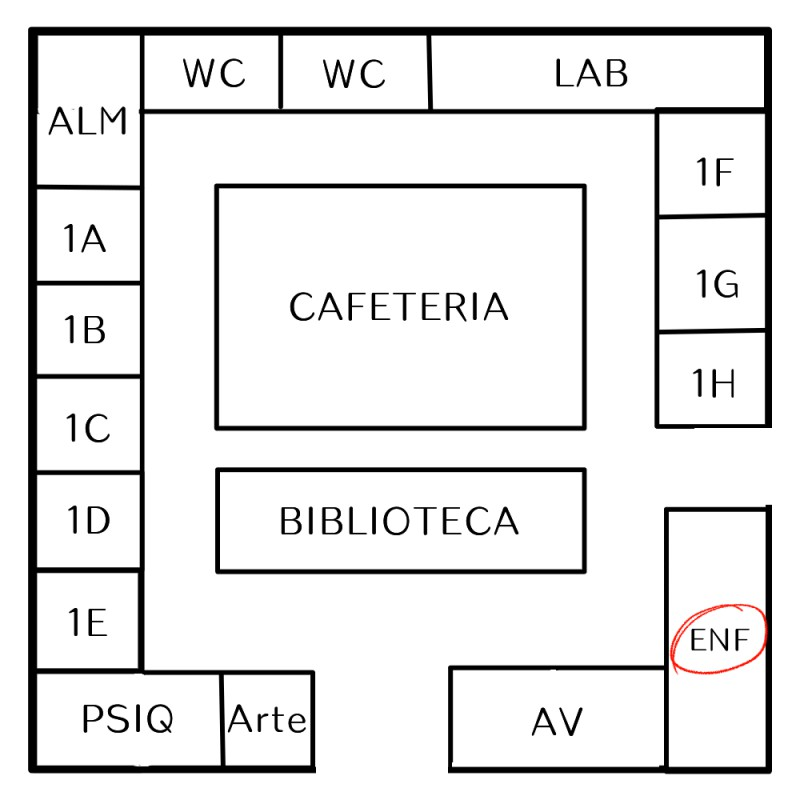 WC
WC
LAB
ALM
1F
1A
1G
CAFETERIA
1B
1H
1C
1D
BIBLIOTECA
1E
ENF
PSIQ
Arte
AV